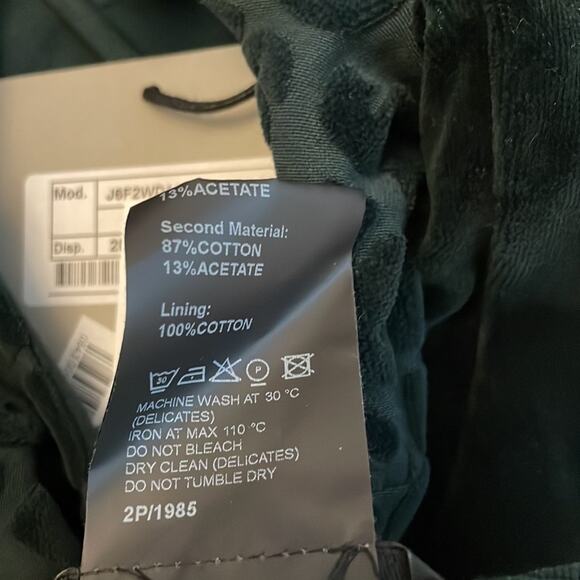 Mod.
J6F2WD
Disp.
13%ACETATE
Second Material:
87%COTTON
13%ACETATE
Lining:
100%COTTON
30
P
MACHINE WASH AT 30 °C
(DELICATES)
IRON AT MAX 110 °C
DO NOT BLEACH
DRY CLEAN (DELICATES)
DO NOT TUMBLE DRY
2P/1985